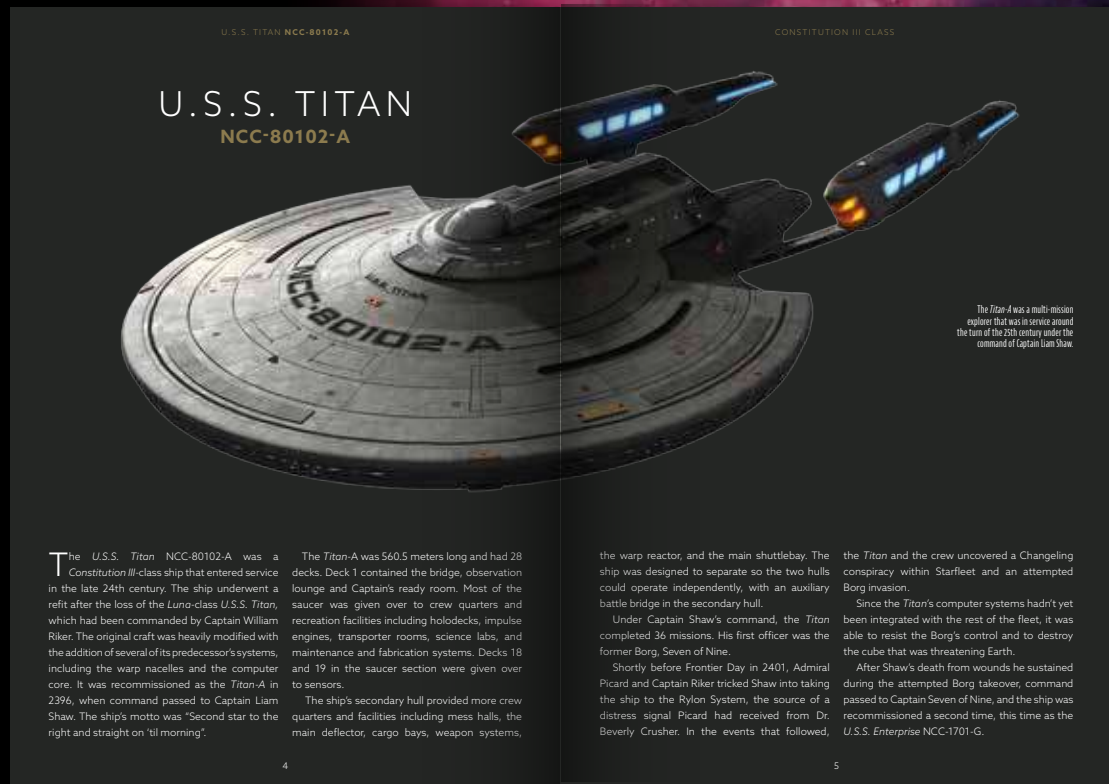 U.S.S. TITAN NCC-80102-A
CONSTITUTION III CLASS
U.S.S. TITAN
NCC-80102-A
U.S.S. TITAN
NCC-80102-A
The Titan-A was a multi-mission
explorer that was in service around
the turn of the 25th century under the
command of Captain Liam Shaw.
The U.S.S. Titan NCC-80102-A was a
Constitution III-class ship that entered service
in the late 24th century. The ship underwent a
refit after the loss of the Luna-class U.S.S. Titan,
which had been commanded by Captain William
Riker. The original craft was heavily modified with
the addition of several of its predecessor's systems,
including the warp nacelles and the computer
core. It was recommissioned as the Titan-A in
2396, when command passed to Captain Liam
Shaw. The ship's motto was "Second star to the
right and straight on 'til morning".
The Titan-A was 560.5 meters long and had 28
decks. Deck 1 contained the bridge, observation
lounge and Captain's ready room. Most of the
saucer was given over to crew quarters and
recreation facilities including holodecks, impulse
engines, transporter rooms, science labs, and
maintenance and fabrication systems. Decks 18
and 19 in the saucer section were given over
to sensors.
The ship's secondary hull provided more crew
quarters and facilities including mess halls, the
main deflector, cargo bays, weapon systems,
the warp reactor, and the main shuttlebay. The
ship was designed to separate so the two hulls
could operate independently, with an auxiliary
battle bridge in the secondary hull.
Under Captain Shaw's command, the Titan
completed 36 missions. His first officer was the
former Borg, Seven of Nine.
Shortly before Frontier Day in 2401, Admiral
Picard and Captain Riker tricked Shaw into taking
the ship to the Rylon System, the source of a
distress signal Picard had received from Dr.
Beverly Crusher. In the events that followed,
the Titan and the crew uncovered a Changeling
conspiracy within Starfleet and an attempted
Borg invasion.
Since the Titan's computer systems hadn't yet
been integrated with the rest of the fleet, it was
able to resist the Borg's control and to destroy
the cube that was threatening Earth.
After Shaw's death from wounds he sustained
during the attempted Borg takeover, command
passed to Captain Seven of Nine, and the ship was
recommissioned a second time, this time as the
U.S.S. Enterprise NCC-1701-G.
4
5